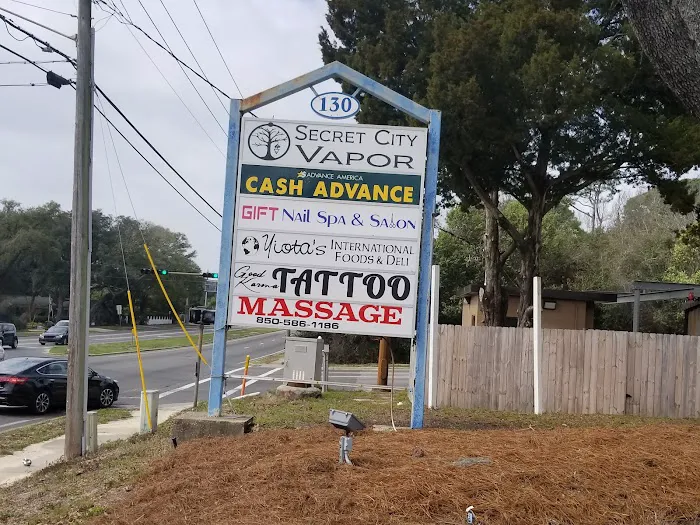 130
SECRET CITY
VAPOR
ADVANCE AMERICA
CASH ADVANCE
GIFT Nail Spa & Salon
Yiota's INTERNATIONAL
FOODS & DELI
Good
Karma TATTOO
MASSAGE
850-586-1186